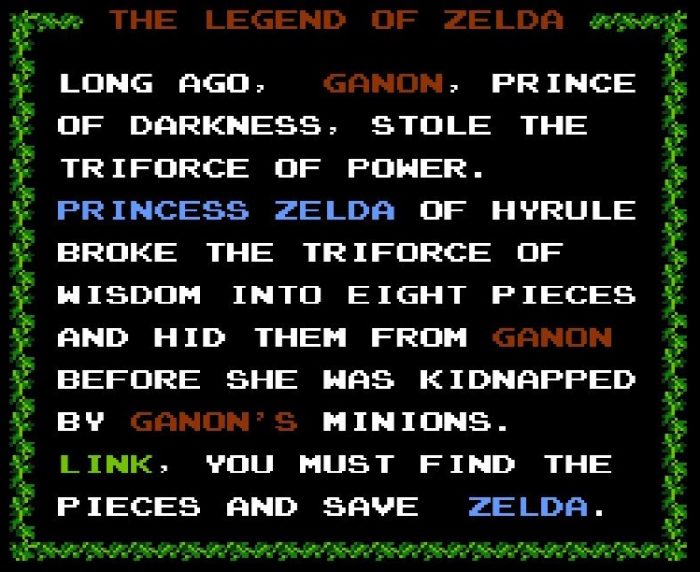 THE LEGEND OF ZELDA
LONG AGO, GANON, PRINCE
OF DARKNESS, STOLE THE
TRIFORCE OF POWER.
PRINCESS ZELDA OF HYRULE
BROKE THE TRIFORCE OF
WISDOM INTO EIGHT PIECES
AND HID THEM FROM GANON
BEFORE SHE WAS KIDNAPPED
BY GANON'S MINIONS.
LINK, YOU MUST FIND THE
PIECES AND SAVE ZELDA.